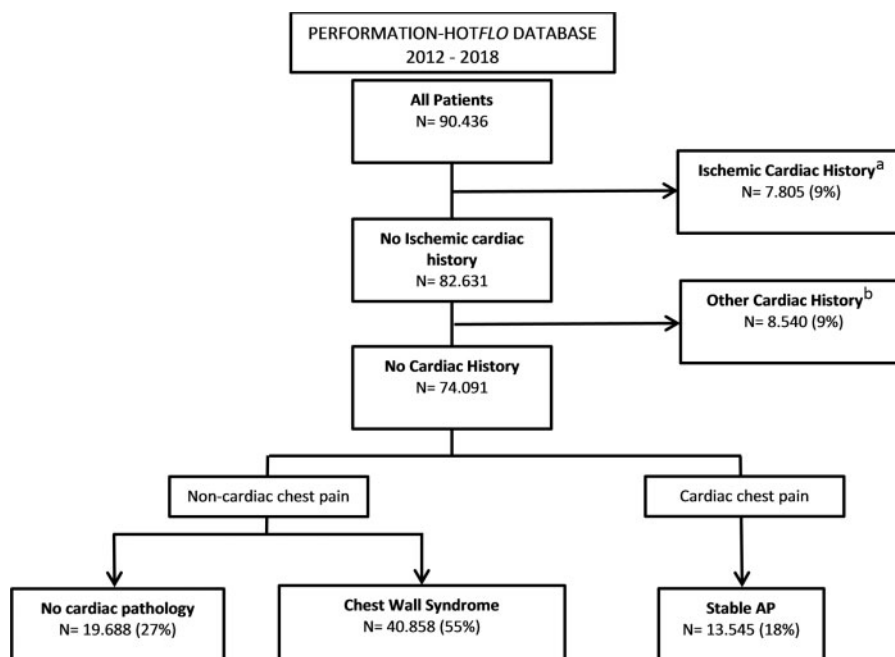 PERFORMATION-HOTFLO DATABASE
2012 - 2018
All Patients
N= 90.436
Ischemic Cardiac Historyᵃ
N= 7.805 (9%)
No Ischemic cardiac
history
N= 82.631
Other Cardiac Historyᵇ
N= 8.540 (9%)
No Cardiac History
N= 74.091
Non-cardiac chest pain
Cardiac chest pain
No cardiac pathology
N= 19.688 (27%)
Chest Wall Syndrome
N= 40.858 (55%)
Stable AP
N= 13.545 (18%)